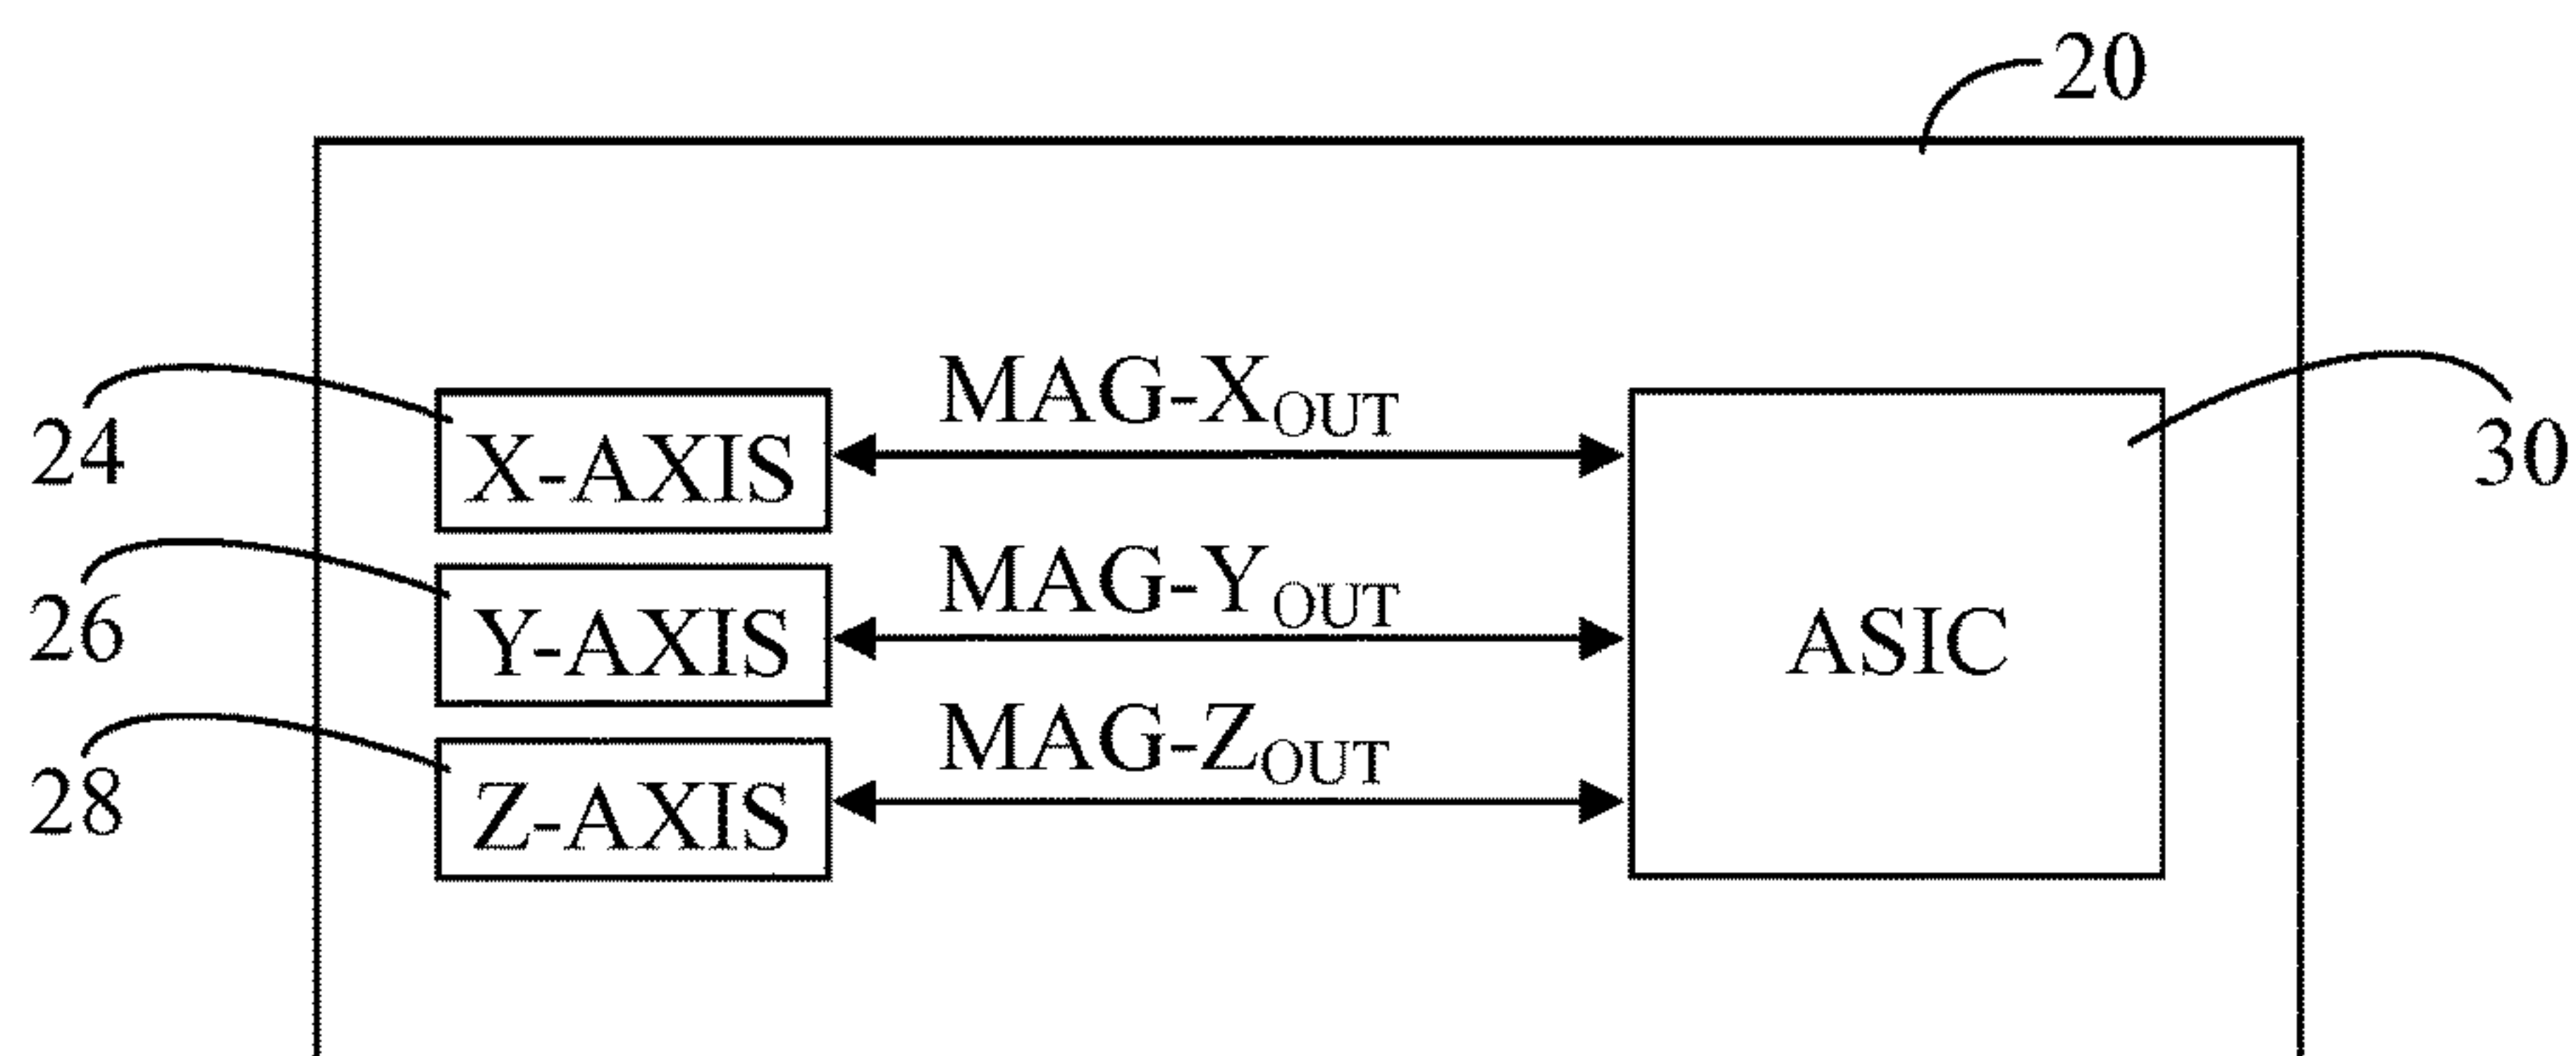 20
MAG-XOUT
24
X-AXIS
30
MAG-YOUT
26
Y-AXIS
ASIC
MAG-ZOUT
28
Z-AXIS